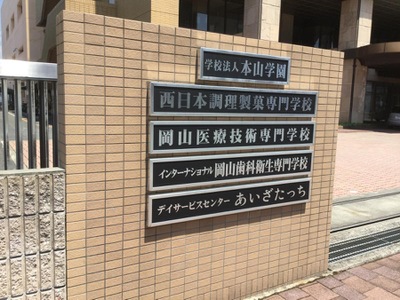 学校法人 本山学園
西日本調理製菓専門学校
岡山医療技術専門学校
インターナショナル 岡山歯科衛生専門学校
デイサービスセンター あいざたっち